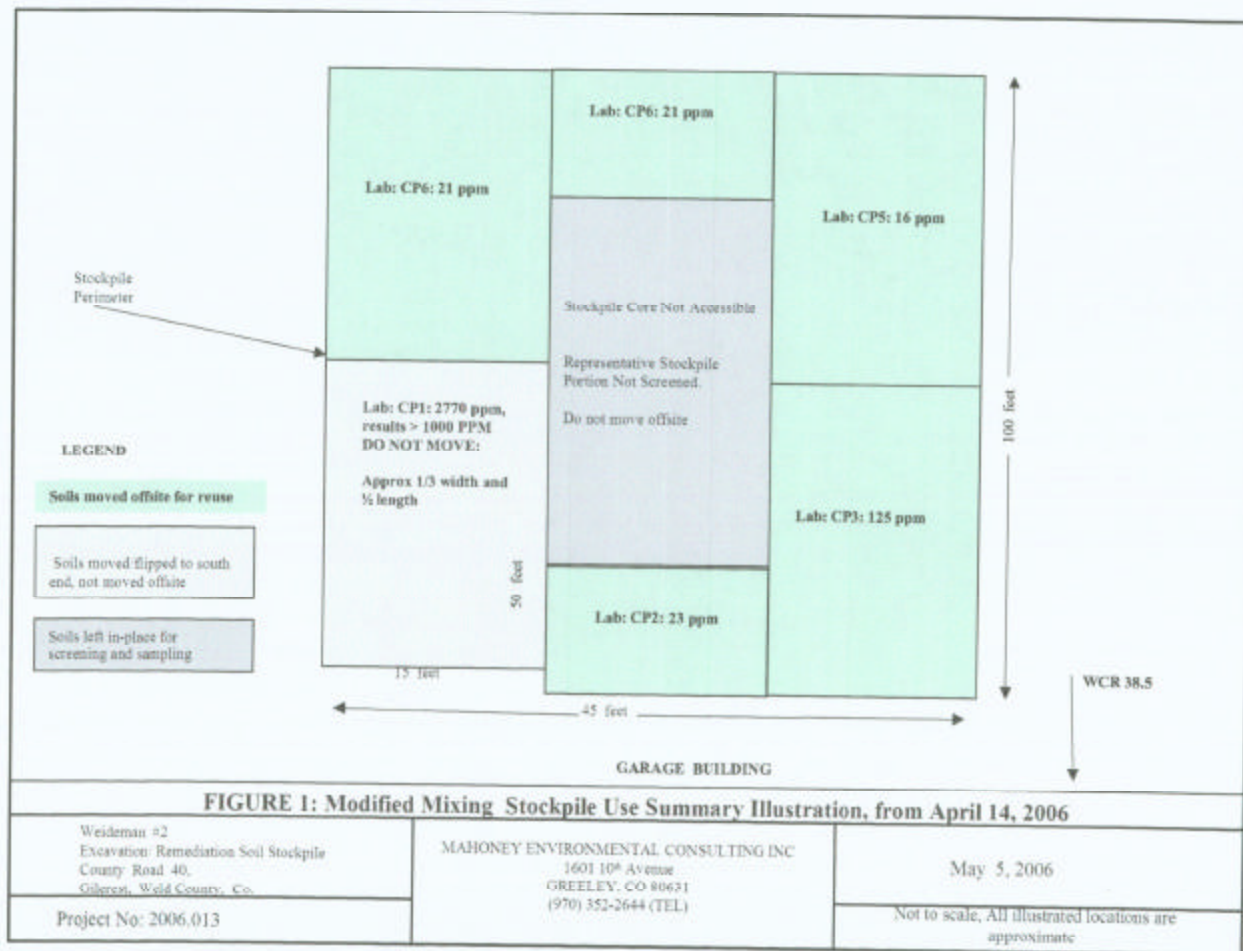 Lab: CP6: 21 ppm
Lab: CP6: 21 ppm
Lab: CP5: 16 ppm
Stockpile
Perimeter
Stockpile Core Not Accessible
Representative Stockpile
Portion Not Screened.
Do not move offsite
Lab: CP1: 2770 ppm,
results > 1000 PPM
DO NOT MOVE:
Approx 1/3 width and
½ length
100 feet
LEGEND
Soils moved offsite for reuse
Soils moved flipped to south
end, not moved offsite
Soils left in-place for
screening and sampling
Lab: CP3: 125 ppm
50 feet
Lab: CP2: 23 ppm
15 feet
45 feet
WCR 38.5
GARAGE BUILDING
FIGURE 1: Modified Mixing Stockpile Use Summary Illustration, from April 14, 2006
Weideman #2
Excavation: Remediation Soil Stockpile
County Road 40,
Gilcrest, Weld County, Co.
Project No: 2006.013
MAHONEY ENVIRONMENTAL CONSULTING INC
1601 10th Avenue
GREELEY, CO 80631
(970) 352-2644 (TEL)
May 5, 2006
Not to scale, All illustrated locations are
approximate